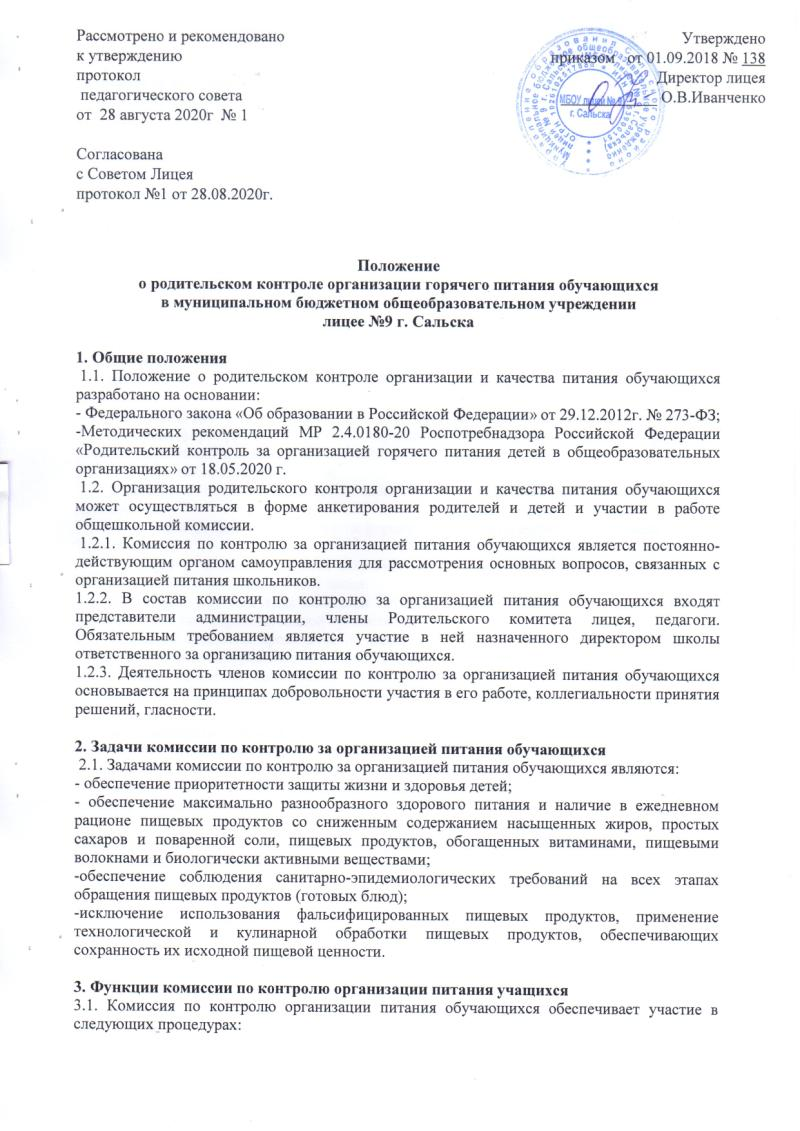 Рассмотрено и рекомендовано
к утверждению
протокол
педагогического совета
от 28 августа 2020г № 1
Согласована
с Советом Лицея
протокол №1 от 28.08.2020г.
Утверждено
приказом от 01.09.2018 № 138
Директор лицея
О.В.Иванченко
МБОУ лицей № 9
г. Сальска
Положение
о родительском контроле организации горячего питания обучающихся
в муниципальном бюджетном общеобразовательном учреждении
лицее №9 г. Сальска
1. Общие положения
1.1. Положение о родительском контроле организации и качества питания обучающихся
разработано на основании:
- Федерального закона «Об образовании в Российской Федерации» от 29.12.2012г. № 273-ФЗ;
-Методических рекомендаций МР 2.4.0180-20 Роспотребнадзора Российской Федерации
«Родительский контроль за организацией горячего питания детей в общеобразовательных
организациях» от 18.05.2020 г.
1.2. Организация родительского контроля организации и качества питания обучающихся
может осуществляться в форме анкетирования родителей и детей и участии в работе
общешкольной комиссии.
1.2.1. Комиссия по контролю за организацией питания обучающихся является постоянно-
действующим органом самоуправления для рассмотрения основных вопросов, связанных с
организацией питания школьников.
1.2.2. В состав комиссии по контролю за организацией питания обучающихся входят
представители администрации, члены Родительского комитета лицея, педагоги.
Обязательным требованием является участие в ней назначенного директором школы
ответственного за организацию питания обучающихся.
1.2.3. Деятельность членов комиссии по контролю за организацией питания обучающихся
основывается на принципах добровольности участия в его работе, коллегиальности принятия
решений, гласности.
2. Задачи комиссии по контролю за организацией питания обучающихся
2.1. Задачами комиссии по контролю за организацией питания обучающихся являются:
- обеспечение приоритетности защиты жизни и здоровья детей;
- обеспечение максимально разнообразного здорового питания и наличие в ежедневном
рационе пищевых продуктов со сниженным содержанием насыщенных жиров, простых
сахаров и поваренной соли, пищевых продуктов, обогащенных витаминами, пищевыми
волокнами и биологически активными веществами;
-обеспечение соблюдения санитарно-эпидемиологических требований на всех этапах
обращения пищевых продуктов (готовых блюд);
-исключение использования фальсифицированных пищевых продуктов, применение
технологической и кулинарной обработки пищевых продуктов, обеспечивающих
сохранность их исходной пищевой ценности.
3. Функции комиссии по контролю организации питания учащихся
3.1. Комиссия по контролю организации питания обучающихся обеспечивает участие в
следующих процедурах: